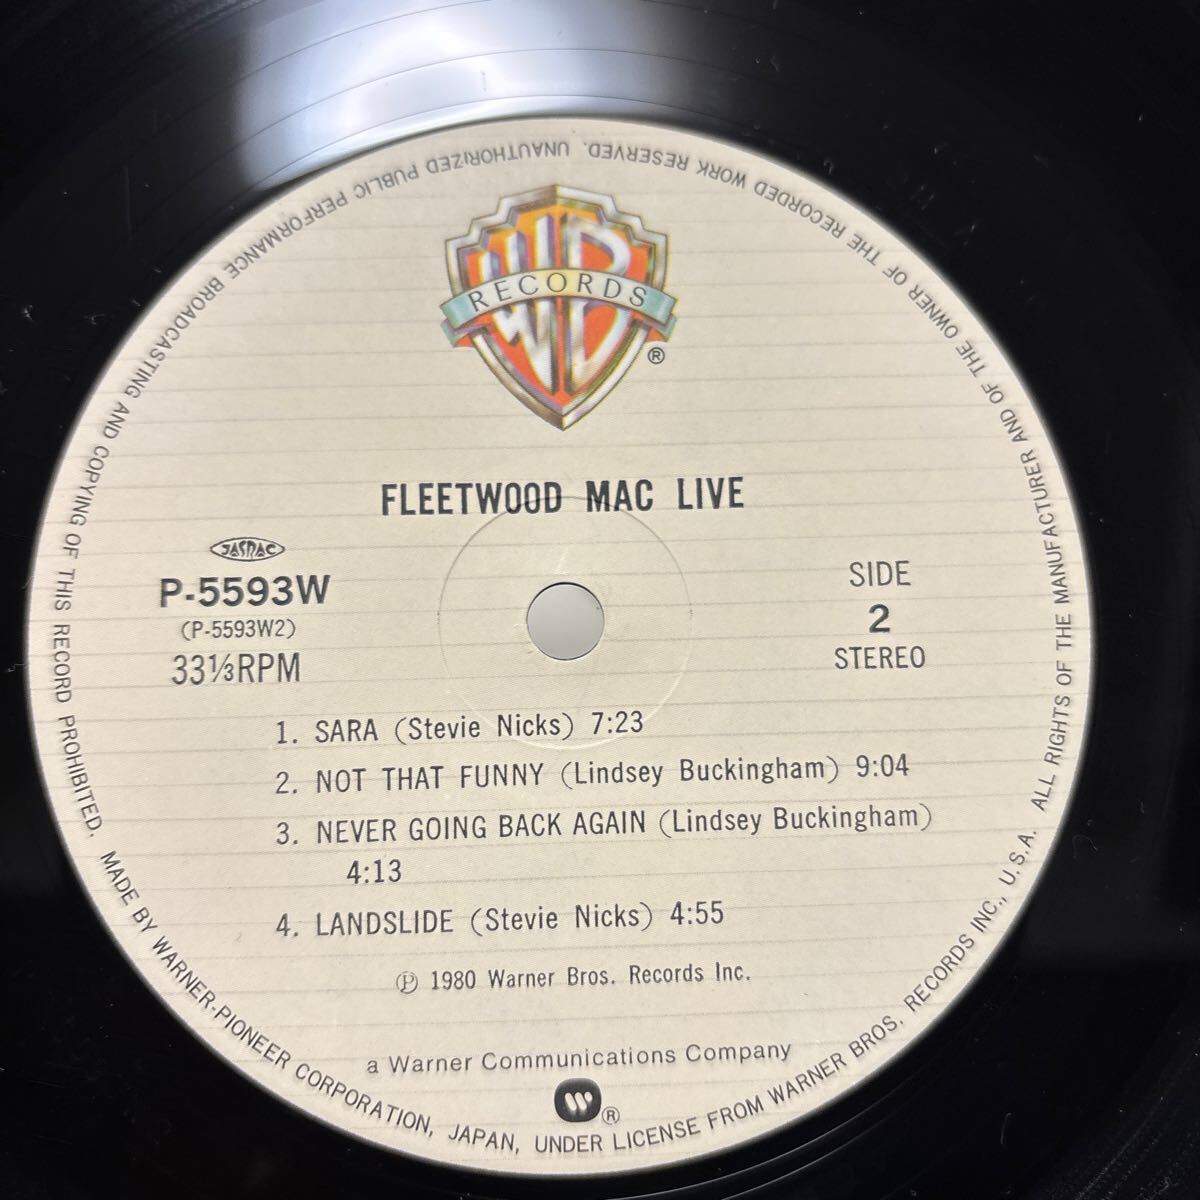 WB
RECORDS
®
FLEETWOOD MAC LIVE
JASRAC
P-5593W
(P-5593W2)
33⅓RPM
SIDE
2
STEREO
1. SARA (Stevie Nicks) 7:23
2. NOT THAT FUNNY (Lindsey Buckingham) 9:04
3. NEVER GOING BACK AGAIN (Lindsey Buckingham)
4:13
4. LANDSLIDE (Stevie Nicks) 4:55
Ⓟ 1980 Warner Bros. Records Inc.
a Warner Communications Company
W®
MADE BY WARNER-PIONEER CORPORATION, JAPAN, UNDER LICENSE FROM WARNER BROS. RECORDS INC., U.S.A. ALL RIGHTS OF THE MANUFACTURER AND OF THE OWNER OF THE RECORDED WORK RESERVED. UNAUTHORIZED PUBLIC PERFORMANCE BROADCASTING AND COPYING OF THIS RECORD PROHIBITED.